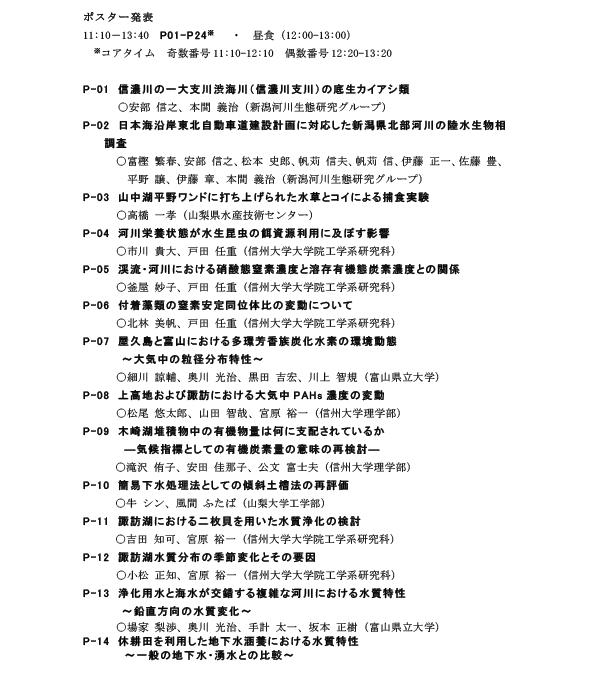 ポスター発表
11:10－13:40　P01-P24※　・　昼食（12:00-13:00）
※コアタイム　奇数番号 11:10-12:10　偶数番号 12:20-13:20
P-01　信濃川の一大支川渋海川（信濃川支川）の底生カイアシ類
○安部 信之、本間 義治（新潟河川生態研究グループ）
P-02　日本海沿岸東北自動車道建設計画に対応した新潟県北部河川の陸水生物相
調査
○富樫 繁春、安部 信之、松本 史郎、帆苅 信夫、帆苅 信、伊藤 正一、佐藤 豊、
平野 譲、伊藤 章、本間 義治（新潟河川生態研究グループ）
P-03　山中湖平野ワンドに打ち上げられた水草とコイによる捕食実験
○高橋 一孝（山梨県水産技術センター）
P-04　河川栄養状態が水生昆虫の餌資源利用に及ぼす影響
○市川 貴大、戸田 任重（信州大学大学院工学系研究科）
P-05　渓流・河川における硝酸態窒素濃度と溶存有機態炭素濃度との関係
○釜屋 妙子、戸田 任重（信州大学大学院工学系研究科）
P-06　付着藻類の窒素安定同位体比の変動について
○北林 美帆、戸田 任重（信州大学大学院工学系研究科）
P-07　屋久島と富山における多環芳香族炭化水素の環境動態
～大気中の粒径分布特性～
○細川 諒輔、奥川 光治、黒田 吉宏、川上 智規（富山県立大学）
P-08　上高地および諏訪における大気中 PAHs 濃度の変動
○松尾 悠太郎、山田 智哉、宮原 裕一（信州大学理学部）
P-09　木崎湖堆積物中の有機物量は何に支配されているか
―気候指標としての有機炭素量の意味の再検討―
○滝沢 侑子、安田 佳那子、公文 富士夫（信州大学理学部）
P-10　簡易下水処理法としての傾斜土槽法の再評価
○牛 シン、風間 ふたば（山梨大学工学部）
P-11　諏訪湖における二枚貝を用いた水質浄化の検討
○吉田 知可、宮原 裕一（信州大学大学院工学系研究科）
P-12　諏訪湖水質分布の季節変化とその要因
○小松 正知、宮原 裕一（信州大学大学院工学系研究科）
P-13　浄化用水と海水が交錯する複雑な河川における水質特性
～鉛直方向の水質変化～
○場家 梨渉、奥川 光治、手計 太一、坂本 正樹（富山県立大学）
P-14　休耕田を利用した地下水涵養における水質特性
～一般の地下水・湧水との比較～